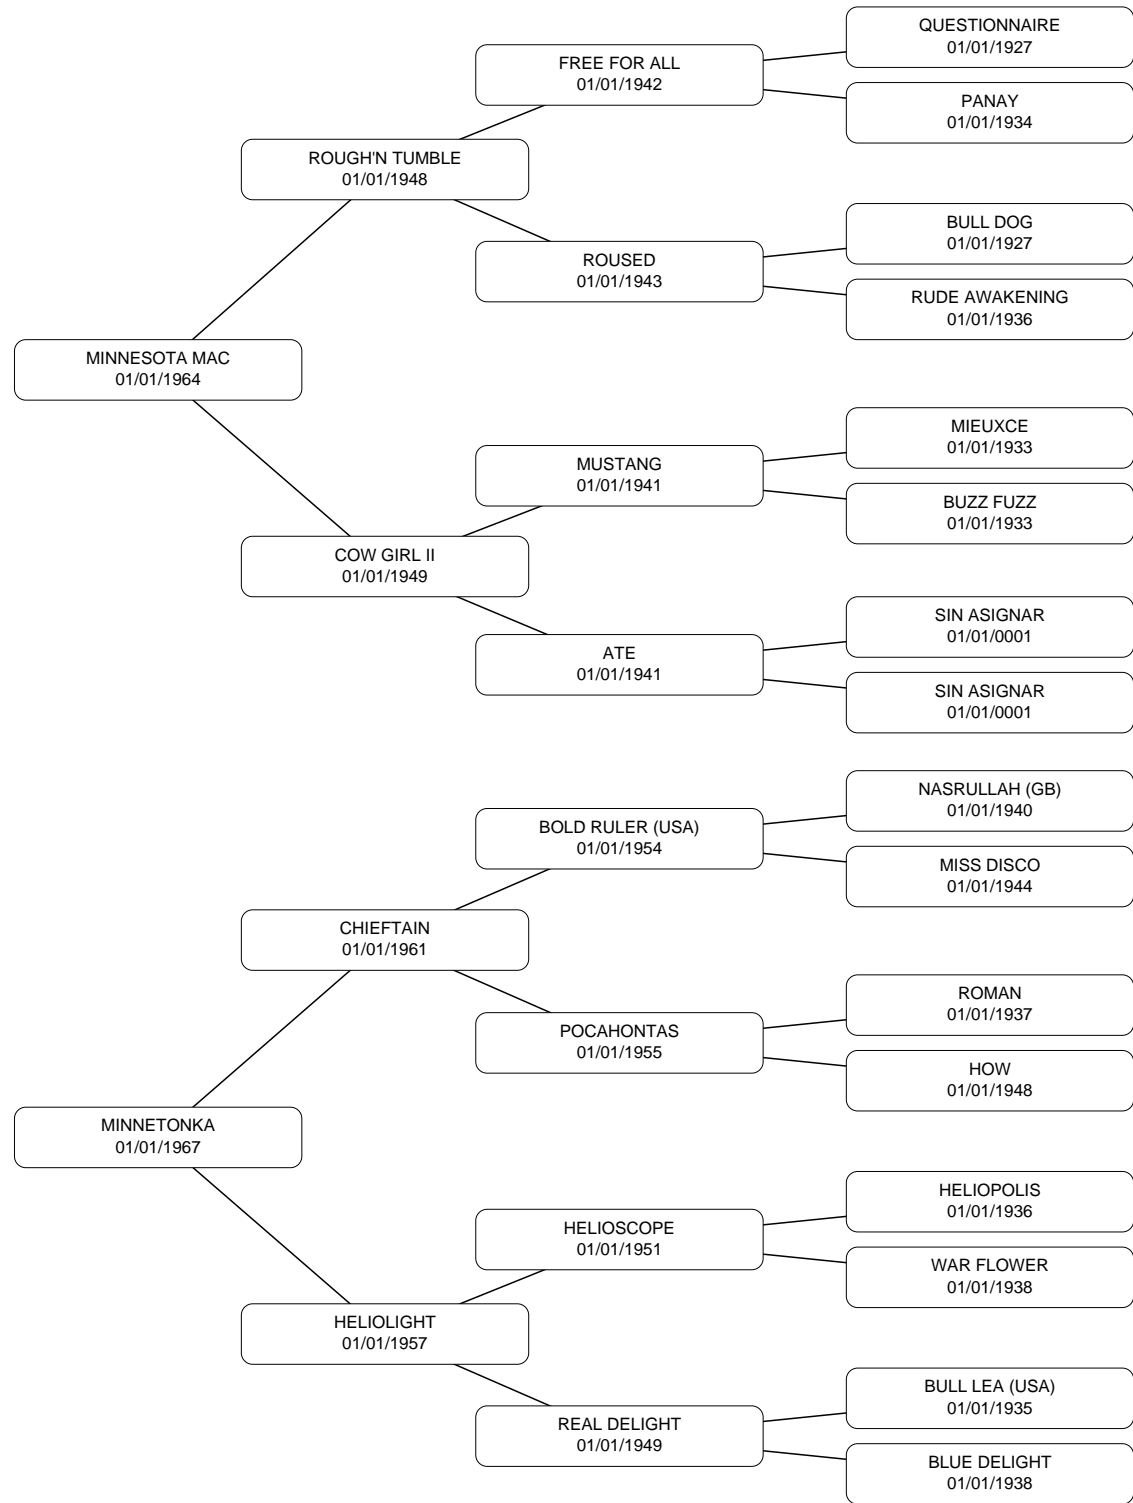 QUESTIONNAIRE
01/01/1927
FREE FOR ALL
01/01/1942
PANAY
01/01/1934
ROUGH'N TUMBLE
01/01/1948
BULL DOG
01/01/1927
ROUSED
01/01/1943
RUDE AWAKENING
01/01/1936
MINNESOTA MAC
01/01/1964
MIEUXCE
01/01/1933
MUSTANG
01/01/1941
BUZZ FUZZ
01/01/1933
COW GIRL II
01/01/1949
SIN ASIGNAR
01/01/0001
ATE
01/01/1941
SIN ASIGNAR
01/01/0001
NASRULLAH (GB)
01/01/1940
BOLD RULER (USA)
01/01/1954
MISS DISCO
01/01/1944
CHIEFTAIN
01/01/1961
ROMAN
01/01/1937
POCAHONTAS
01/01/1955
HOW
01/01/1948
MINNETONKA
01/01/1967
HELIOPOLIS
01/01/1936
HELIOSCOPE
01/01/1951
WAR FLOWER
01/01/1938
HELIOLIGHT
01/01/1957
BULL LEA (USA)
01/01/1935
REAL DELIGHT
01/01/1949
BLUE DELIGHT
01/01/1938